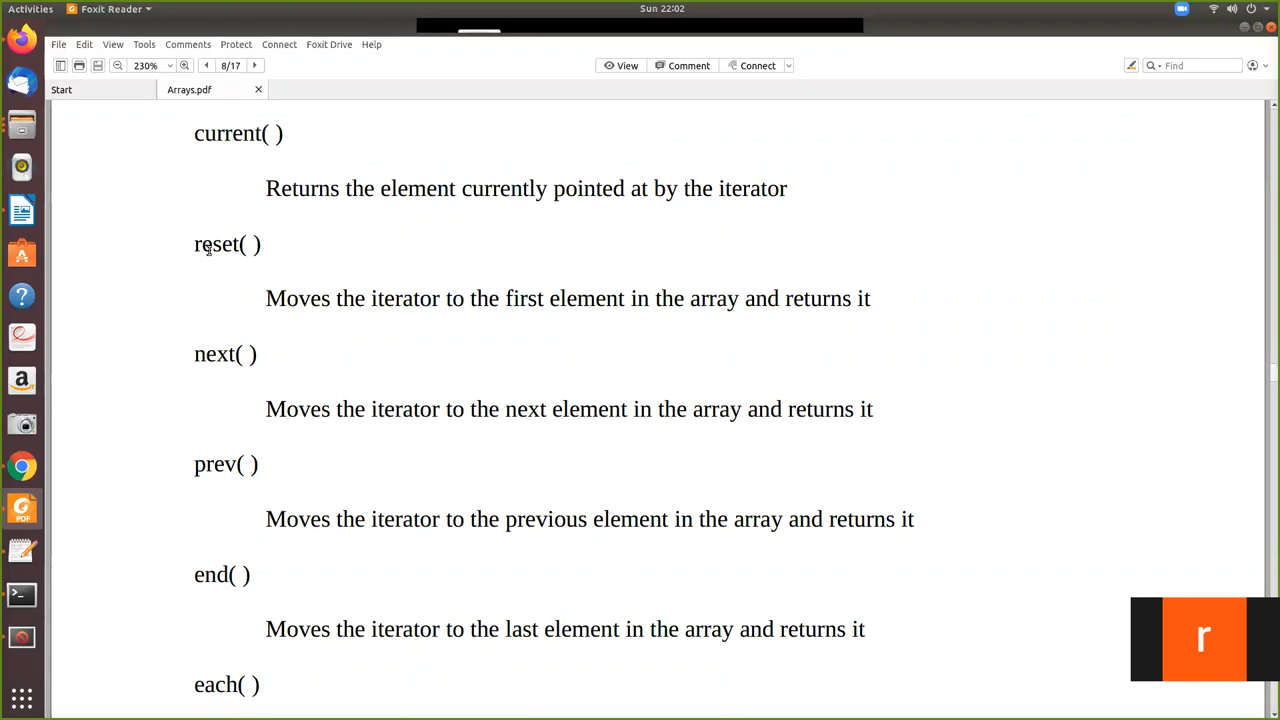 Activities Foxit Reader Sun 22:02
File Edit View Tools Comments Protect Connect Foxit Drive Help
230% 8/17 View Comment Connect Find
Start Arrays.pdf
current( )
Returns the element currently pointed at by the iterator
reset( )
Moves the iterator to the first element in the array and returns it
next( )
Moves the iterator to the next element in the array and returns it
prev( )
Moves the iterator to the previous element in the array and returns it
end( )
Moves the iterator to the last element in the array and returns it
each( )
r